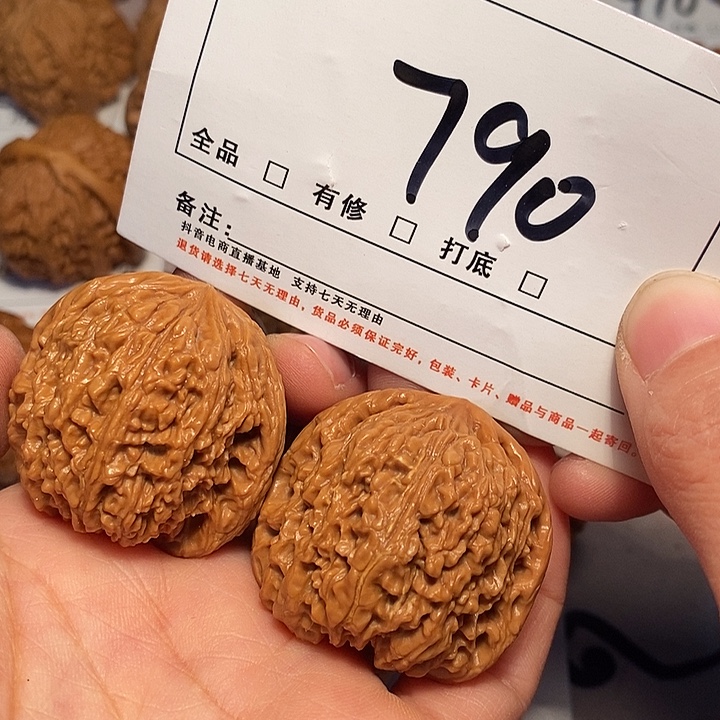 790
全品 □ 有修 □ 打底 □
备注:
抖音电商直播基地 支持七天无理由
退货请选择七天无理由,货品必须保证完好,包装、卡片、赠品与商品一起寄回。